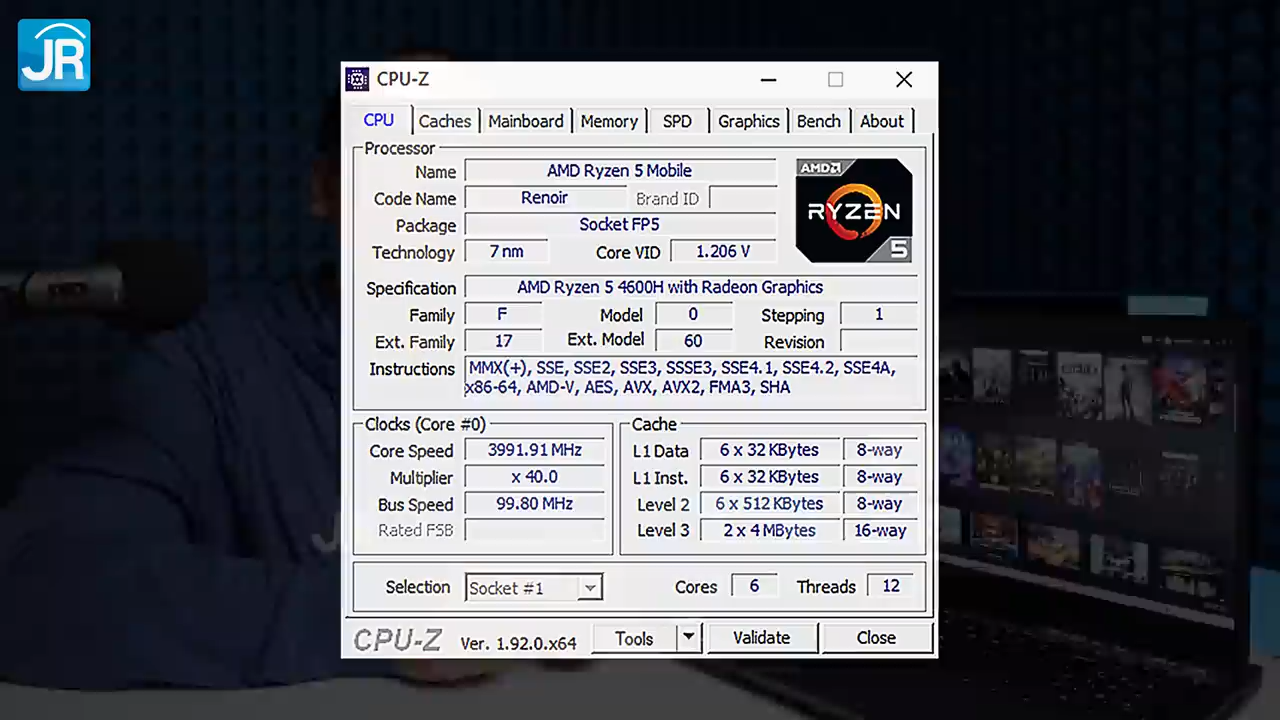 JR
CPU-Z
CPU Caches Mainboard Memory SPD Graphics Bench About
Processor
Name AMD Ryzen 5 Mobile
Code Name Renoir Brand ID
Package Socket FP5
Technology 7 nm Core VID 1.206 V
AMD
RYZEN
5
Specification AMD Ryzen 5 4600H with Radeon Graphics
Family F Model 0 Stepping 1
Ext. Family 17 Ext. Model 60 Revision
Instructions MMX(+), SSE, SSE2, SSE3, SSSE3, SSE4.1, SSE4.2, SSE4A,
x86-64, AMD-V, AES, AVX, AVX2, FMA3, SHA
Clocks (Core #0)
Core Speed 3991.91 MHz
Multiplier x 40.0
Bus Speed 99.80 MHz
Rated FSB
Cache
L1 Data 6 x 32 KBytes 8-way
L1 Inst. 6 x 32 KBytes 8-way
Level 2 6 x 512 KBytes 8-way
Level 3 2 x 4 MBytes 16-way
Selection Socket #1 Cores 6 Threads 12
CPU-Z Ver. 1.92.0.x64 Tools Validate Close